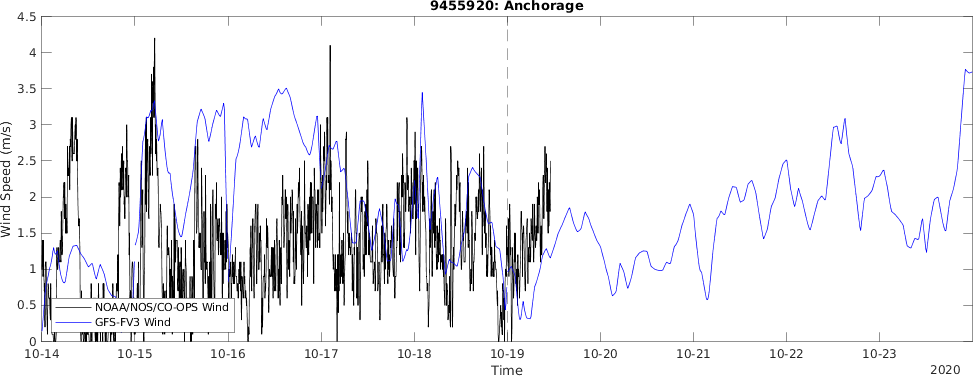 9455920: Anchorage
4.5
4
3.5
3
2.5
2
1.5
1
0.5
0
Wind Speed (m/s)
NOAA/NOS/CO-OPS Wind
GFS-FV3 Wind
10-14 10-15 10-16 10-17 10-18 10-19 10-20 10-21 10-22 10-23
Time
2020